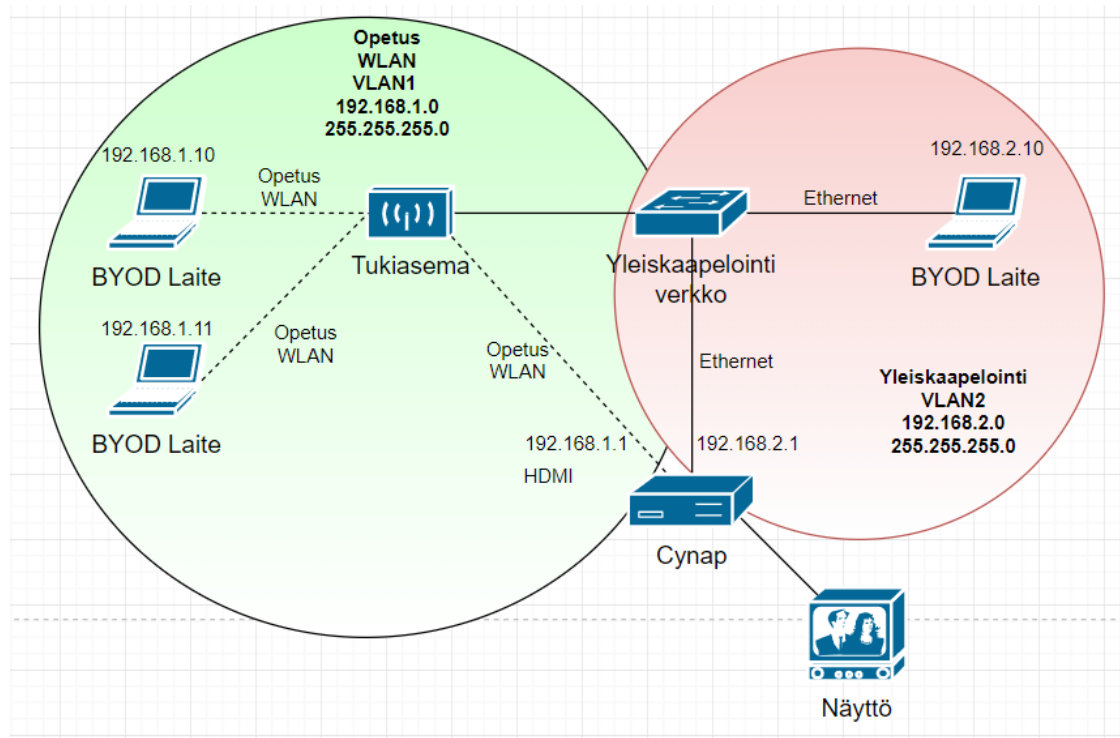 Opetus
WLAN
VLAN1
192.168.1.0
255.255.255.0
192.168.1.10
Opetus
WLAN
BYOD Laite
Tukiasema
192.168.1.11
Opetus
WLAN
BYOD Laite
Opetus
WLAN
192.168.1.1
HDMI
192.168.2.10
Ethernet
BYOD Laite
Yleiskaapelointi
verkko
Ethernet
Yleiskaapelointi
VLAN2
192.168.2.0
255.255.255.0
192.168.2.1
Cynap
Näyttö